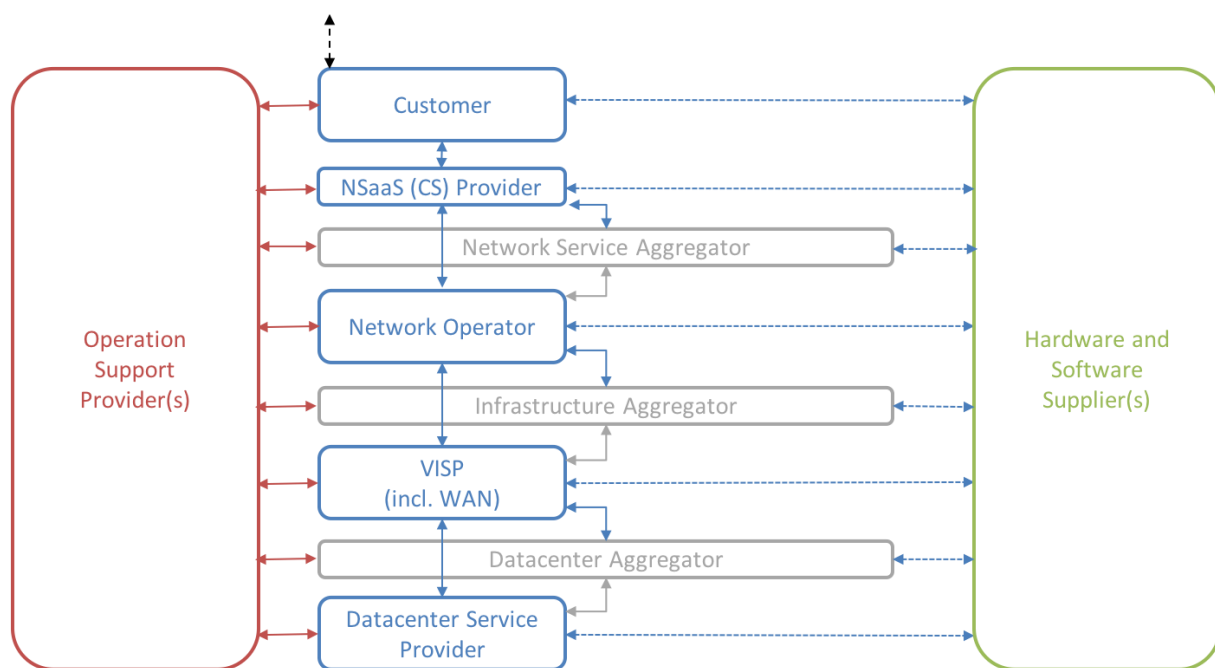 Customer
NSaaS (CS) Provider
Network Service Aggregator
Network Operator
Operation
Support
Provider(s)
Hardware and
Software
Supplier(s)
Infrastructure Aggregator
VISP
(incl. WAN)
Datacenter Aggregator
Datacenter Service
Provider